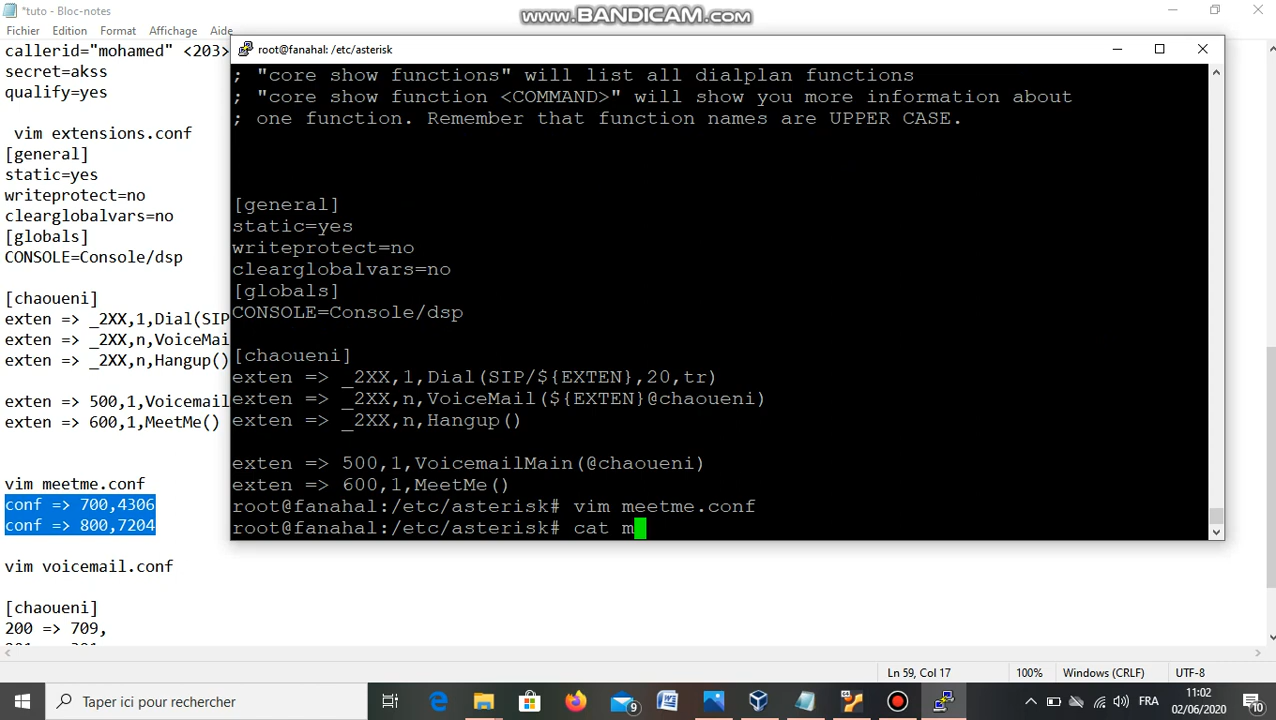 *tuto - Bloc-notes
www.BANDICAM.com
Fichier Edition Format Affichage Aide
callerid="mohamed" <203>
secret=akss
qualify=yes
vim extensions.conf
[general]
static=yes
writeprotect=no
clearglobalvars=no
[globals]
CONSOLE=Console/dsp
[chaoueni]
exten => _2XX,1,Dial(SIP
exten => _2XX,n,VoiceMai
exten => _2XX,n,Hangup()
exten => 500,1,Voicemail
exten => 600,1,MeetMe()
vim meetme.conf
conf => 700,4306
conf => 800,7204
vim voicemail.conf
[chaoueni]
200 => 709,
root@fanahal: /etc/asterisk
; "core show functions" will list all dialplan functions
; "core show function <COMMAND>" will show you more information about
; one function. Remember that function names are UPPER CASE.
[general]
static=yes
writeprotect=no
clearglobalvars=no
[globals]
CONSOLE=Console/dsp
[chaoueni]
exten => _2XX,1,Dial(SIP/${EXTEN},20,tr)
exten => _2XX,n,VoiceMail(${EXTEN}@chaoueni)
exten => _2XX,n,Hangup()
exten => 500,1,VoicemailMain(@chaoueni)
exten => 600,1,MeetMe()
root@fanahal:/etc/asterisk# vim meetme.conf
root@fanahal:/etc/asterisk# cat m
Ln 59, Col 17 100% Windows (CRLF) UTF-8
Taper ici pour rechercher
9
FRA
11:02
02/06/2020
10